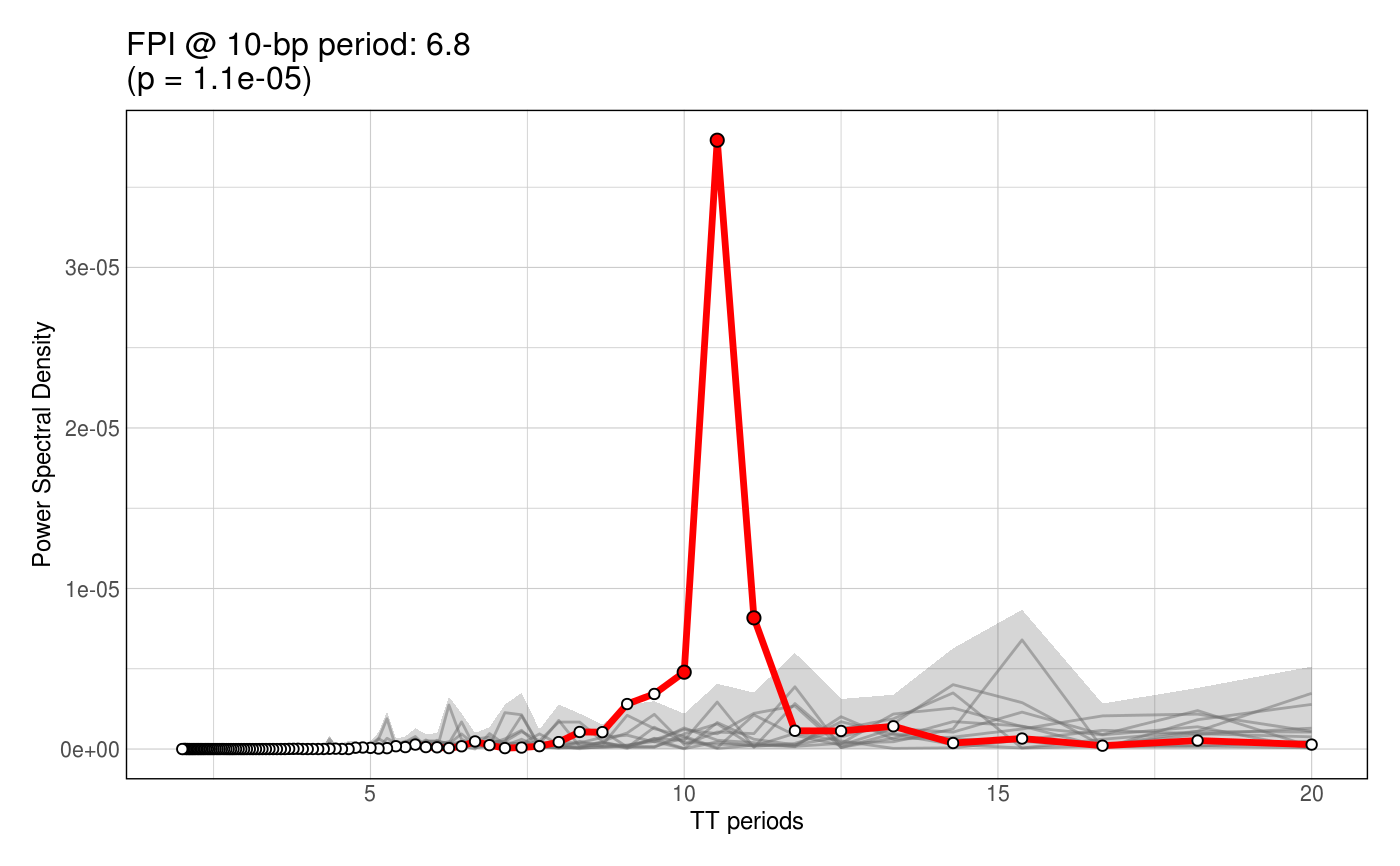 FPI @ 10-bp period: 6.8
(p = 1.1e-05)
Power Spectral Density
3e-05
2e-05
1e-05
0e+00
5
10
15
20
TT periods